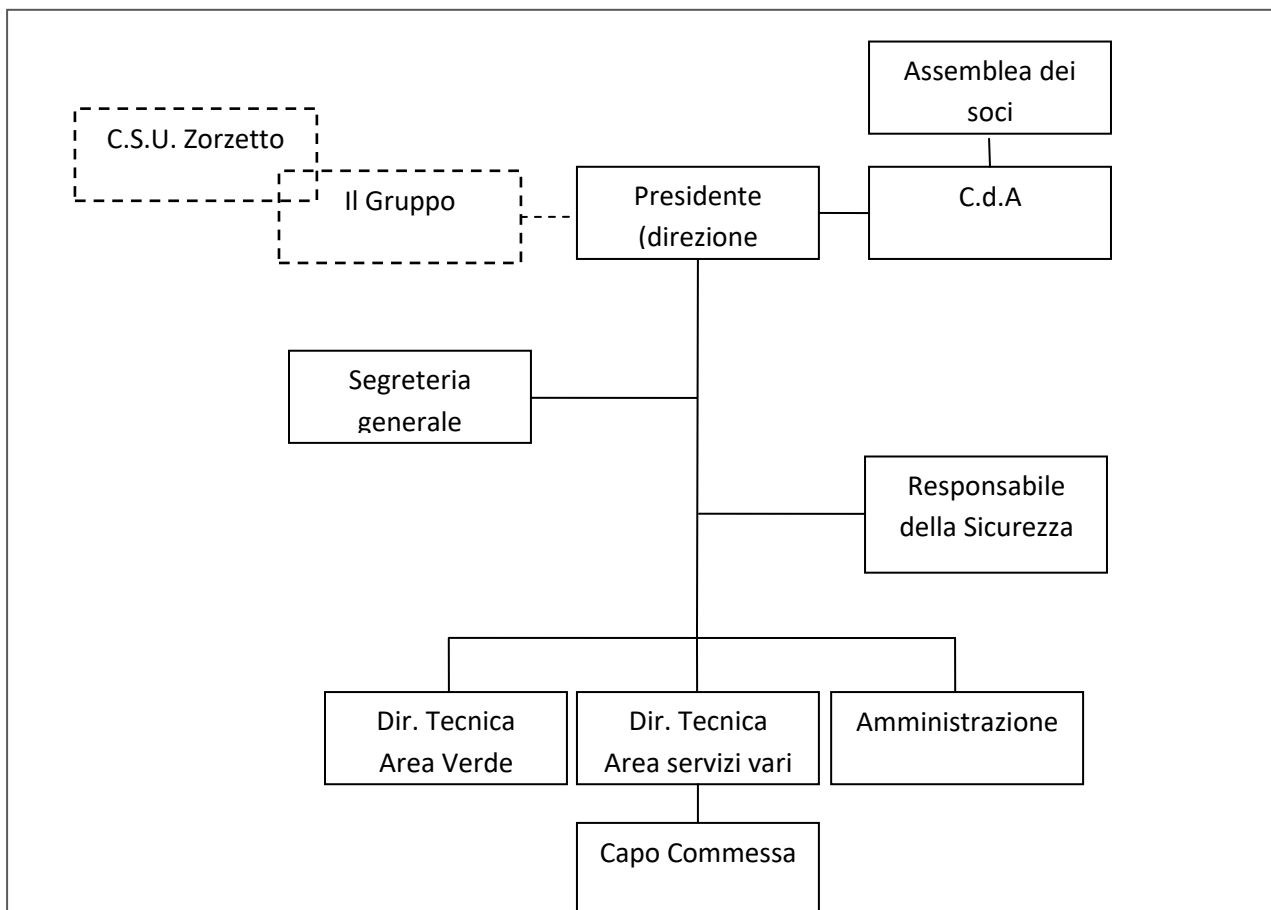 Assemblea dei
soci
C.S.U. Zorzetto
Il Gruppo
Presidente
(direzione
C.d.A
Segreteria
generale
Responsabile
della Sicurezza
Dir. Tecnica
Area Verde
Dir. Tecnica
Area servizi vari
Amministrazione
Capo Commessa